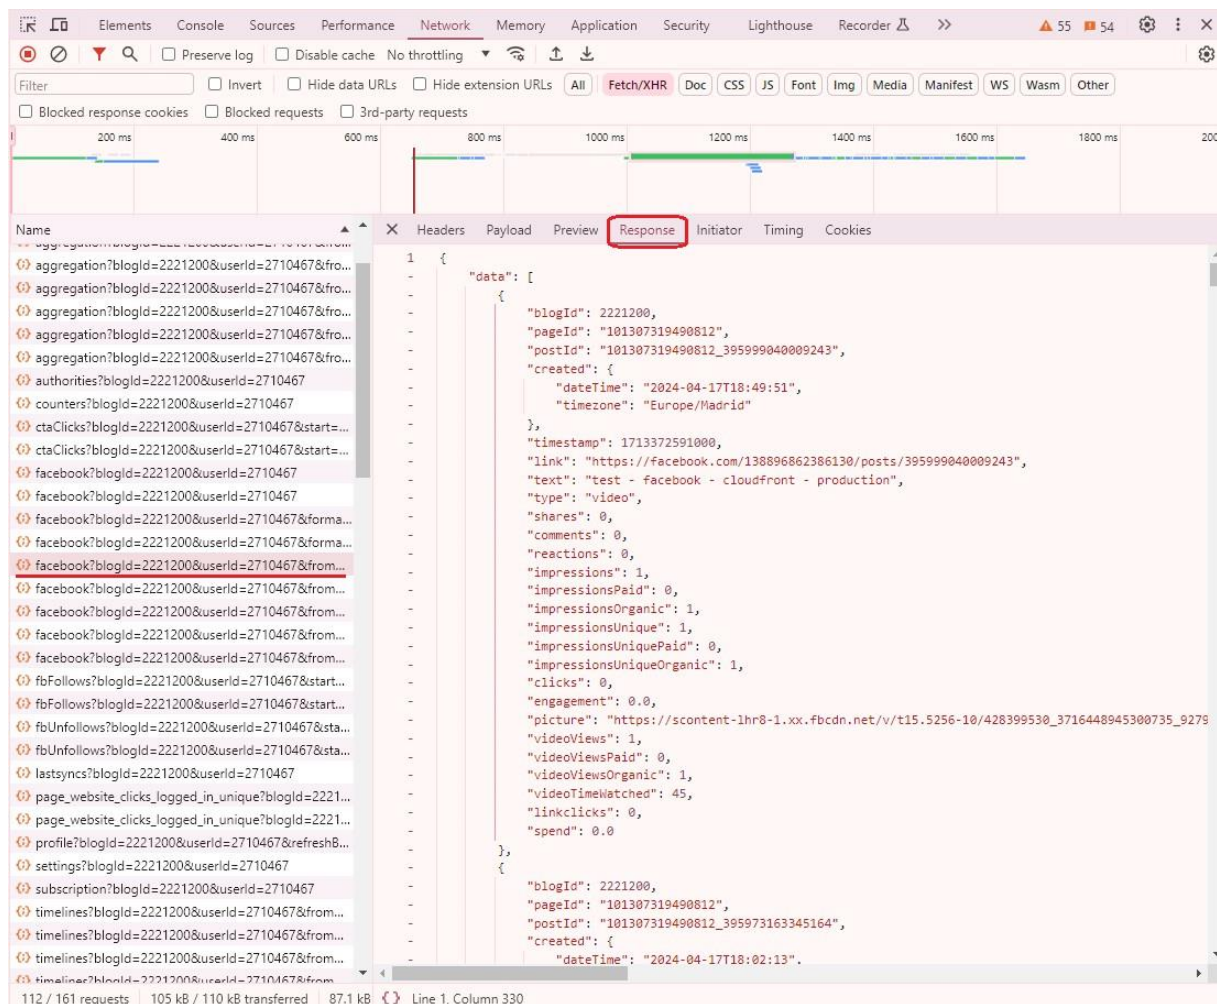 Elements Console Sources Performance Network Memory Application Security Lighthouse Recorder 55 54
Preserve log Disable cache No throttling
Filter Invert Hide data URLs Hide extension URLs All Fetch/XHR Doc CSS JS Font Img Media Manifest WS Wasm Other
Blocked response cookies Blocked requests 3rd-party requests
200 ms 400 ms 600 ms 800 ms 1000 ms 1200 ms 1400 ms 1600 ms 1800 ms 200
Name
aggregation?blogId=2221200&userId=2710467&fro...
aggregation?blogId=2221200&userId=2710467&fro...
aggregation?blogId=2221200&userId=2710467&fro...
aggregation?blogId=2221200&userId=2710467&fro...
aggregation?blogId=2221200&userId=2710467&fro...
authorities?blogId=2221200&userId=2710467
counters?blogId=2221200&userId=2710467
ctaClicks?blogId=2221200&userId=2710467&start=...
ctaClicks?blogId=2221200&userId=2710467&start=...
facebook?blogId=2221200&userId=2710467
facebook?blogId=2221200&userId=2710467
facebook?blogId=2221200&userId=2710467&forma...
facebook?blogId=2221200&userId=2710467&forma...
facebook?blogId=2221200&userId=2710467&from...
facebook?blogId=2221200&userId=2710467&from...
facebook?blogId=2221200&userId=2710467&from...
facebook?blogId=2221200&userId=2710467&from...
facebook?blogId=2221200&userId=2710467&from...
fbFollows?blogId=2221200&userId=2710467&start...
fbFollows?blogId=2221200&userId=2710467&start...
fbUnfollows?blogId=2221200&userId=2710467&sta...
fbUnfollows?blogId=2221200&userId=2710467&sta...
lastsyncs?blogId=2221200&userId=2710467
page_website_clicks_logged_in_unique?blogId=2221...
page_website_clicks_logged_in_unique?blogId=2221...
profile?blogId=2221200&userId=2710467&refreshB...
settings?blogId=2221200&userId=2710467
subscription?blogId=2221200&userId=2710467
timelines?blogId=2221200&userId=2710467&from...
timelines?blogId=2221200&userId=2710467&from...
timelines?blogId=2221200&userId=2710467&from...
timelines?blogId=2221200&userId=2710467&from
Headers Payload Preview Response Initiator Timing Cookies
1 {
- "data": [
- {
- "blogId": 2221200,
- "pageId": "101307319490812",
- "postId": "101307319490812_395999040009243",
- "created": {
- "dateTime": "2024-04-17T18:49:51",
- "timezone": "Europe/Madrid"
- },
- "timestamp": 1713372591000,
- "link": "https://facebook.com/138896862386130/posts/395999040009243",
- "text": "test - facebook - cloudfront - production",
- "type": "video",
- "shares": 0,
- "comments": 0,
- "reactions": 0,
- "impressions": 1,
- "impressionsPaid": 0,
- "impressionsOrganic": 1,
- "impressionsUnique": 1,
- "impressionsUniquePaid": 0,
- "impressionsUniqueOrganic": 1,
- "clicks": 0,
- "engagement": 0.0,
- "picture": "https://scontent-lhr8-1.xx.fbcdn.net/v/t15.5256-10/428399530_3716448945300735_9279
- "videoViews": 1,
- "videoViewsPaid": 0,
- "videoViewsOrganic": 1,
- "videoTimeWatched": 45,
- "linkclicks": 0,
- "spend": 0.0
- },
- {
- "blogId": 2221200,
- "pageId": "101307319490812",
- "postId": "101307319490812_395973163345164",
- "created": {
- "dateTime": "2024-04-17T18:02:13",
112 / 161 requests 105 kB / 110 kB transferred 87.1 kB {} Line 1, Column 330